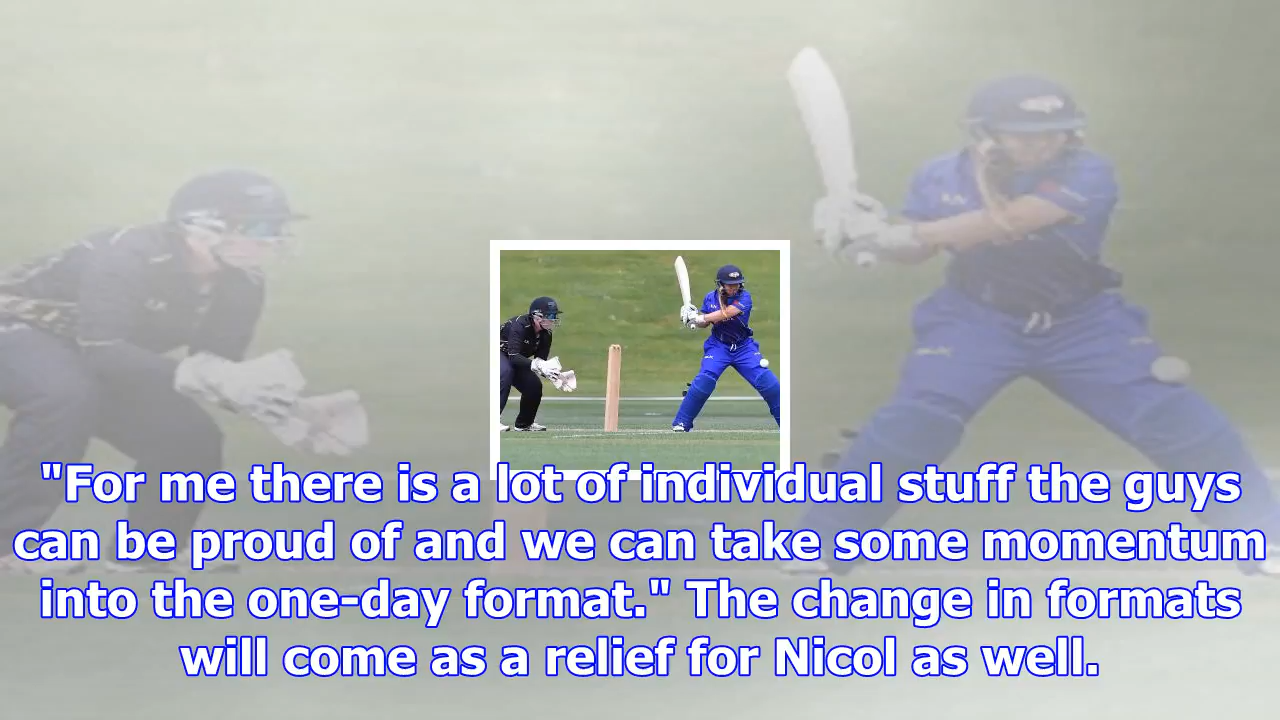 "For me there is a lot of individual stuff the guys
can be proud of and we can take some momentum
into the one-day format." The change in formats
will come as a relief for Nicol as well.